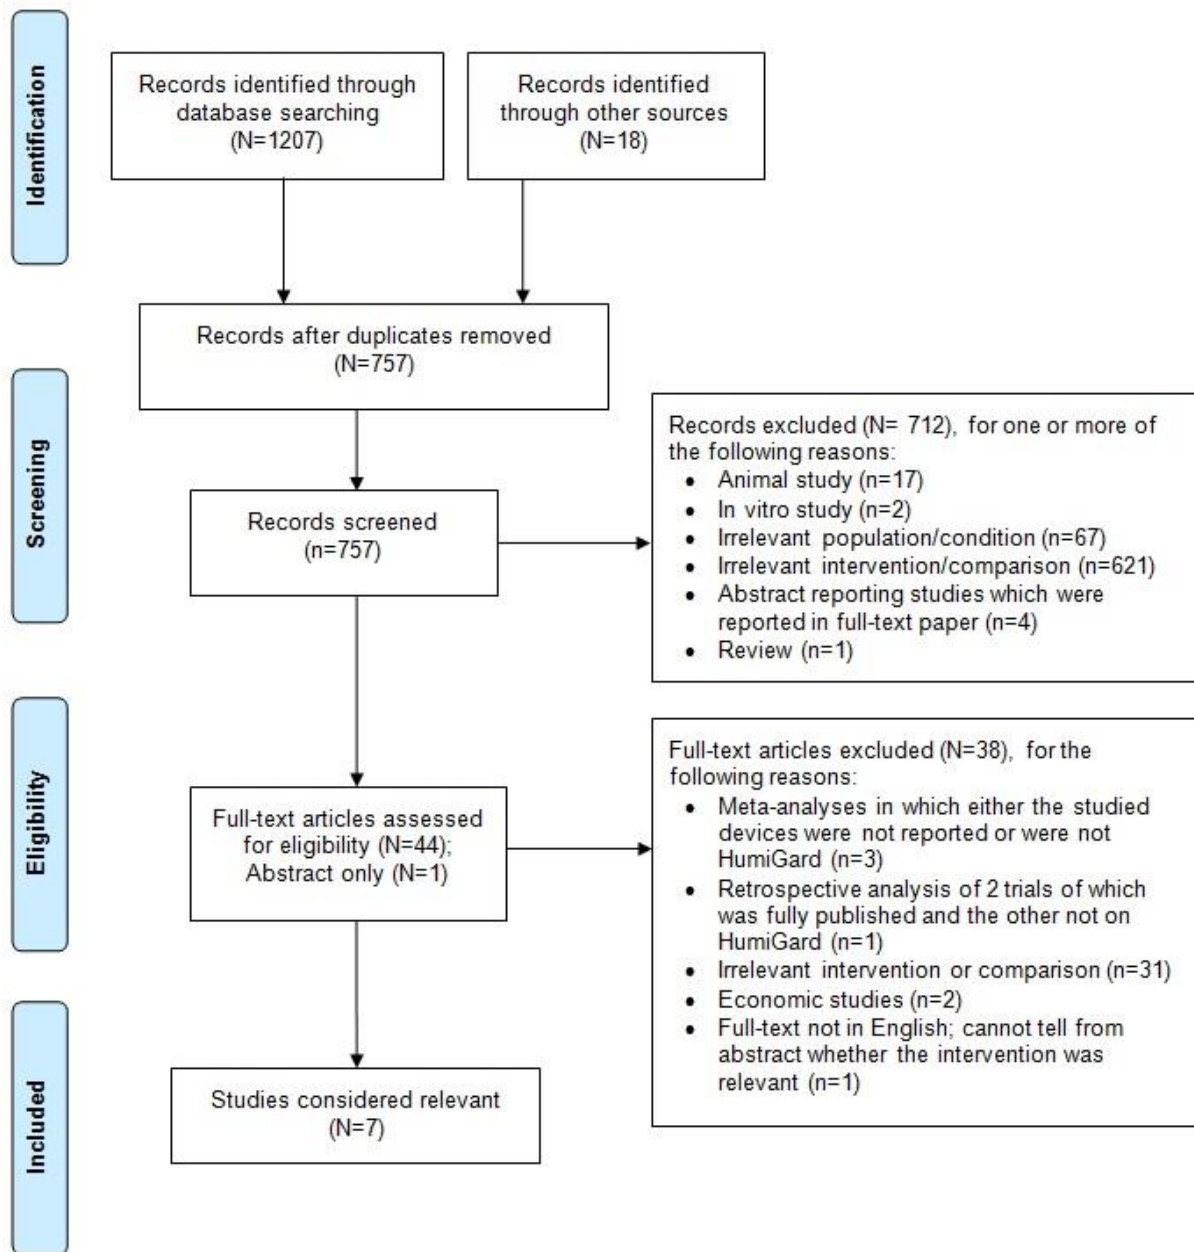 Identification
Records identified through
database searching
(N=1207)
Records identified
through other sources
(N=18)
Records after duplicates removed
(N=757)
Screening
Records screened
(n=757)
Records excluded (N= 712), for one or more of
the following reasons:
• Animal study (n=17)
• In vitro study (n=2)
• Irrelevant population/condition (n=67)
• Irrelevant intervention/comparison (n=621)
• Abstract reporting studies which were
reported in full-text paper (n=4)
• Review (n=1)
Eligibility
Full-text articles assessed
for eligibility (N=44);
Abstract only (N=1)
Full-text articles excluded (N=38), for the
following reasons:
• Meta-analyses in which either the studied
devices were not reported or were not
HumiGard (n=3)
• Retrospective analysis of 2 trials of which
was fully published and the other not on
HumiGard (n=1)
• Irrelevant intervention or comparison (n=31)
• Economic studies (n=2)
• Full-text not in English; cannot tell from
abstract whether the intervention was
relevant (n=1)
Included
Studies considered relevant
(N=7)